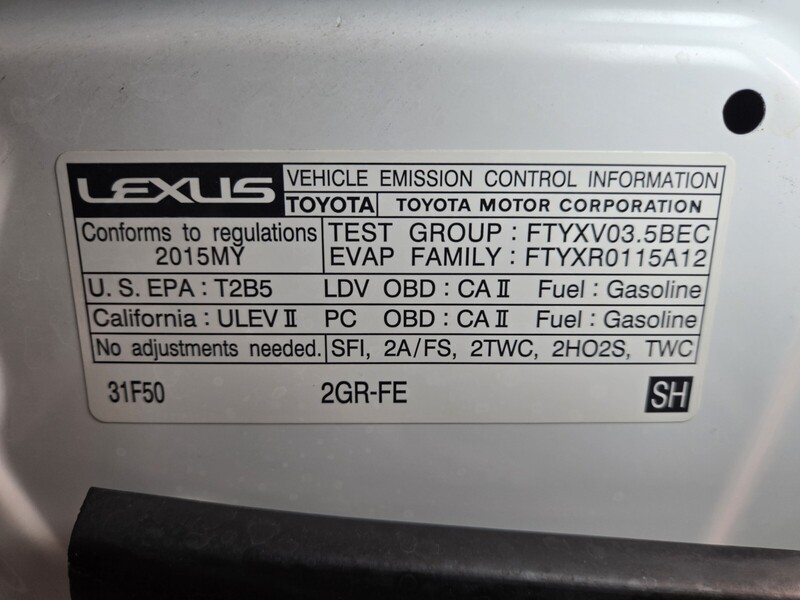 LEXUS VEHICLE EMISSION CONTROL INFORMATION
TOYOTA TOYOTA MOTOR CORPORATION
Conforms to regulations TEST GROUP : FTYXV03.5BEC
2015MY EVAP FAMILY : FTYXR0115A12
U. S. EPA : T2B5 LDV OBD : CA II Fuel : Gasoline
California : ULEV II PC OBD : CA II Fuel : Gasoline
No adjustments needed. SFI, 2A/FS, 2TWC, 2HO2S, TWC
31F50 2GR-FE SH